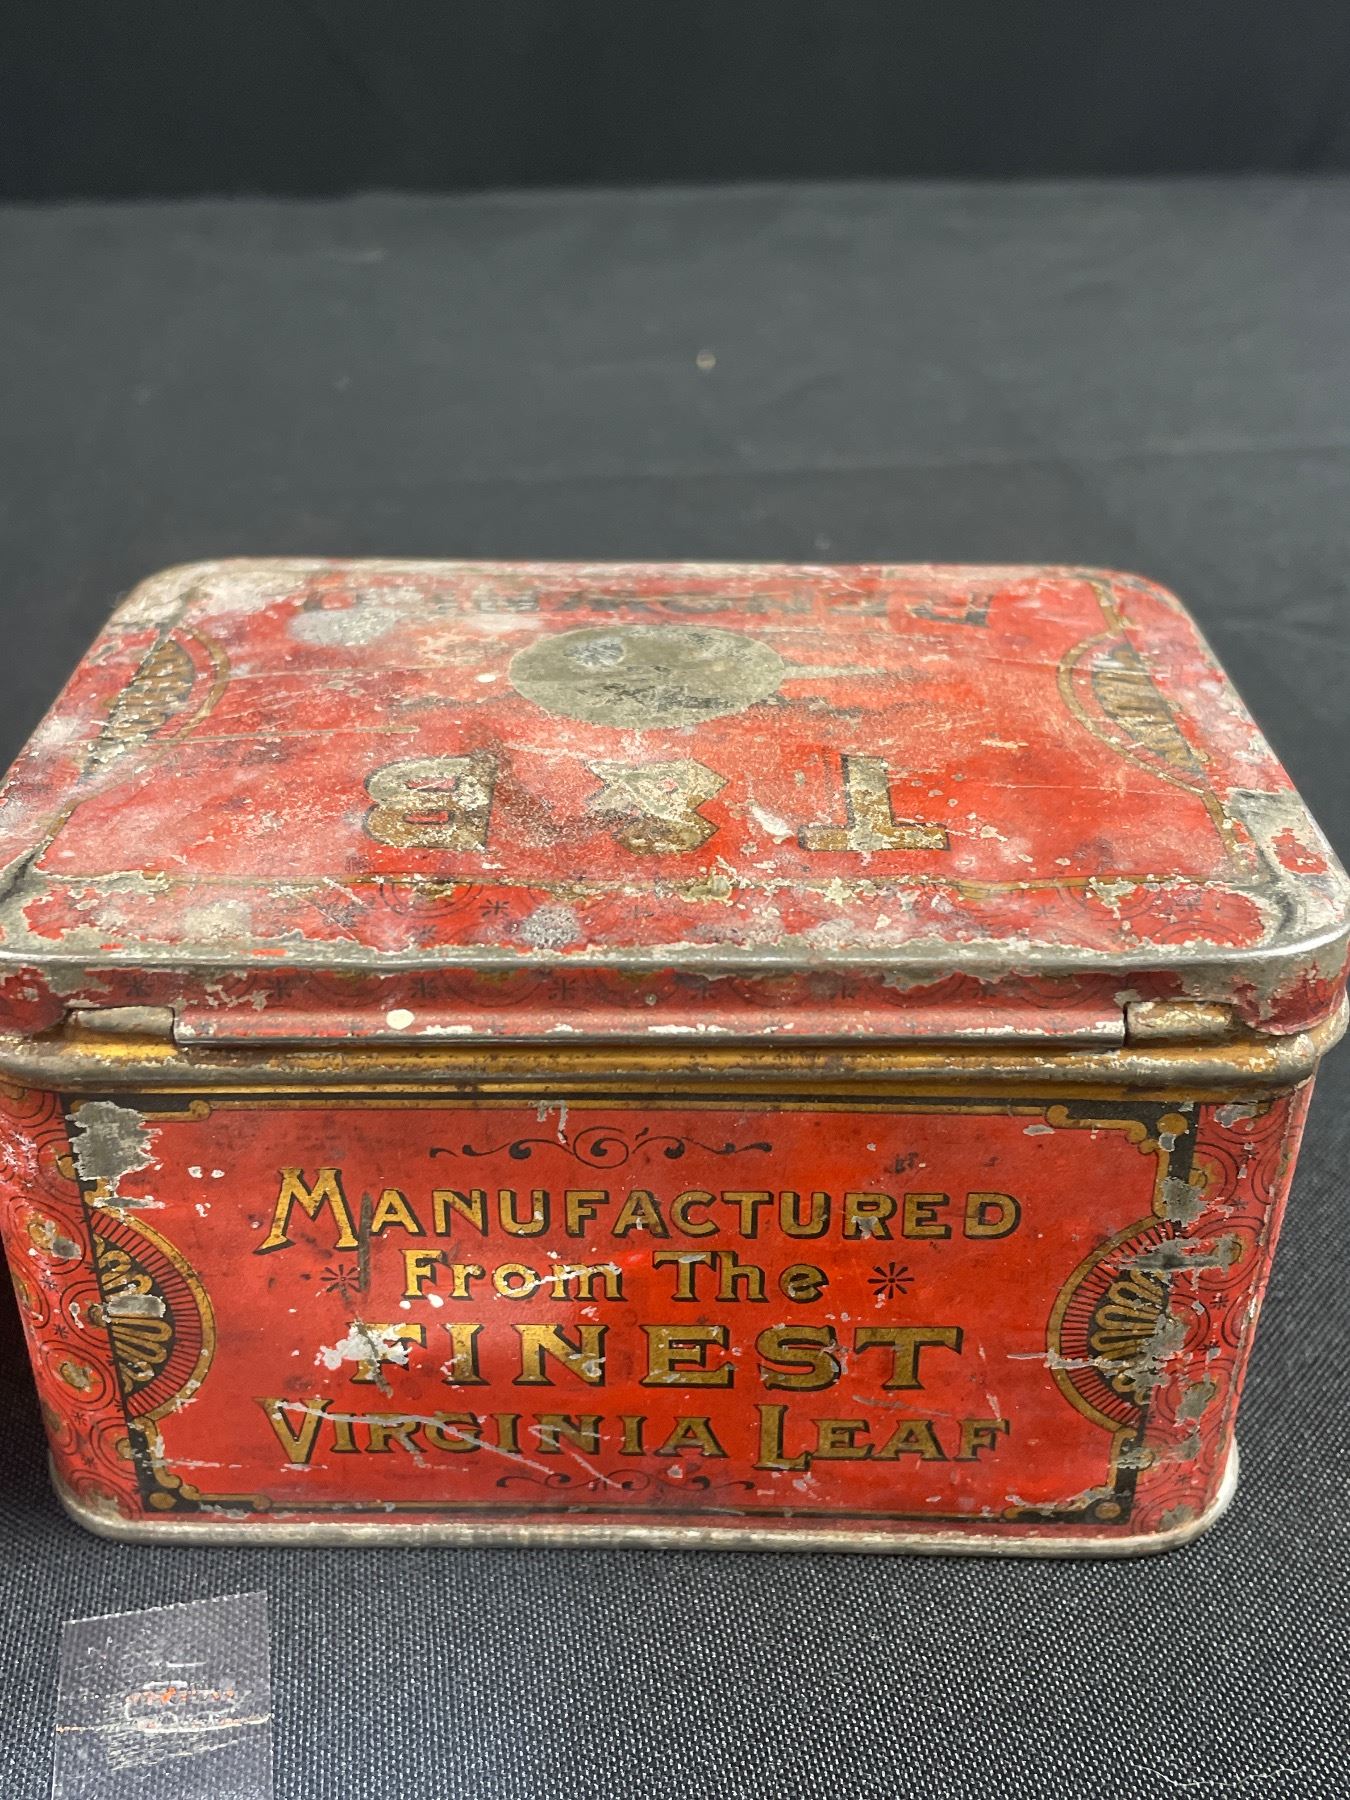 T & B
MANUFACTURED
From The
FINEST
VIRGINIA LEAF